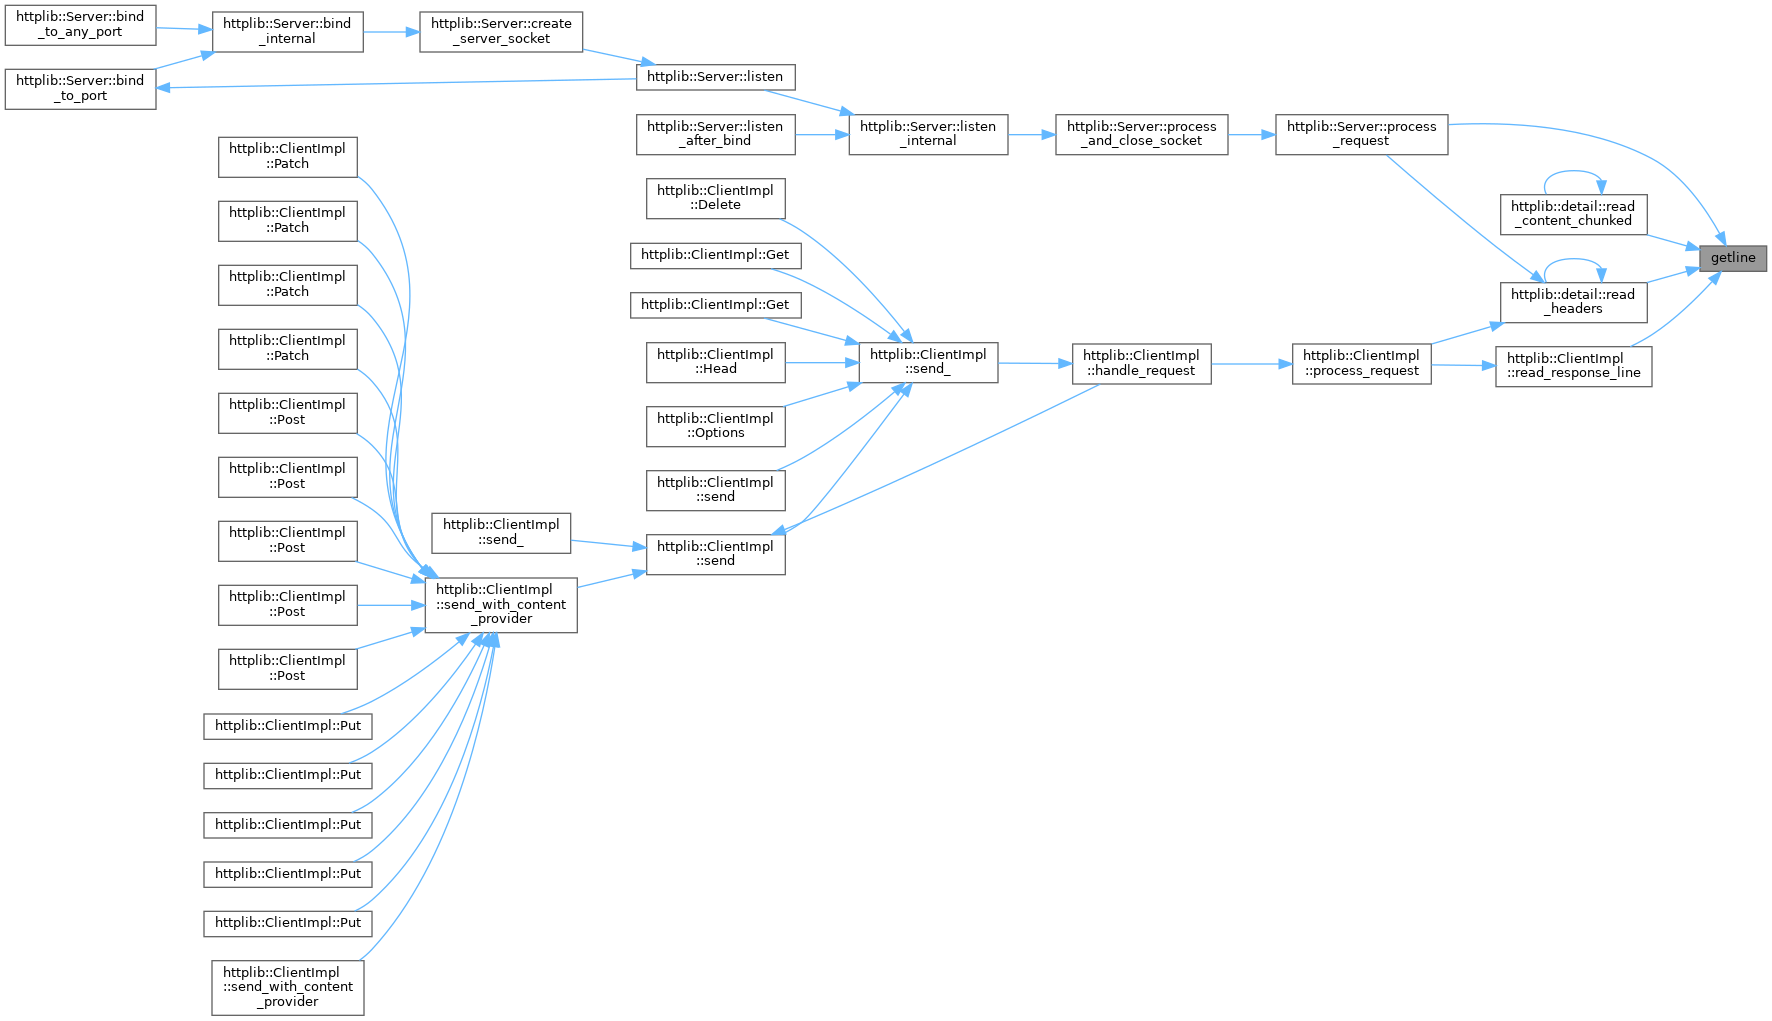 httplib::Server::bind
_to_any_port
httplib::Server::bind
_to_port
httplib::Server::bind
_internal
httplib::Server::create
_server_socket
httplib::Server::listen
httplib::Server::listen
_after_bind
httplib::Server::listen
_internal
httplib::Server::process
_and_close_socket
httplib::Server::process
_request
httplib::detail::read
_content_chunked
getline
httplib::detail::read
_headers
httplib::ClientImpl
::read_response_line
httplib::ClientImpl
::process_request
httplib::ClientImpl
::handle_request
httplib::ClientImpl
::send_
httplib::ClientImpl
::Delete
httplib::ClientImpl::Get
httplib::ClientImpl::Get
httplib::ClientImpl
::Head
httplib::ClientImpl
::Options
httplib::ClientImpl
::send
httplib::ClientImpl
::send
httplib::ClientImpl
::send_
httplib::ClientImpl
::send_with_content
_provider
httplib::ClientImpl
::Patch
httplib::ClientImpl
::Patch
httplib::ClientImpl
::Patch
httplib::ClientImpl
::Patch
httplib::ClientImpl
::Post
httplib::ClientImpl
::Post
httplib::ClientImpl
::Post
httplib::ClientImpl
::Post
httplib::ClientImpl
::Post
httplib::ClientImpl::Put
httplib::ClientImpl::Put
httplib::ClientImpl::Put
httplib::ClientImpl::Put
httplib::ClientImpl::Put
httplib::ClientImpl
::send_with_content
_provider